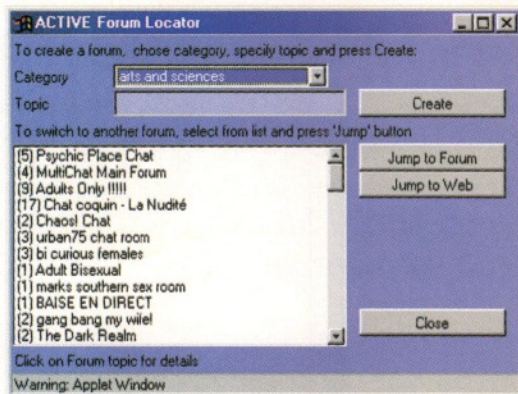 ACTIVE Forum Locator
To create a forum, chose category, specify topic and press Create:
Category arts and sciences
Topic Create
To switch to another forum, select from list and press 'Jump' button
(5) Psychic Place Chat
(4) MultiChat Main Forum
(9) Adults Only !!!!!
(17) Chat coquin - La Nudité
(2) Chaos! Chat
(3) urban75 chat room
(3) bi curious females
(1) Adult Bisexual
(1) marks southern sex room
(1) BAISE EN DIRECT
(2) gang bang my wife!
(2) The Dark Realm
Jump to Forum
Jump to Web
Close
Click on Forum topic for details
Warning: Applet Window